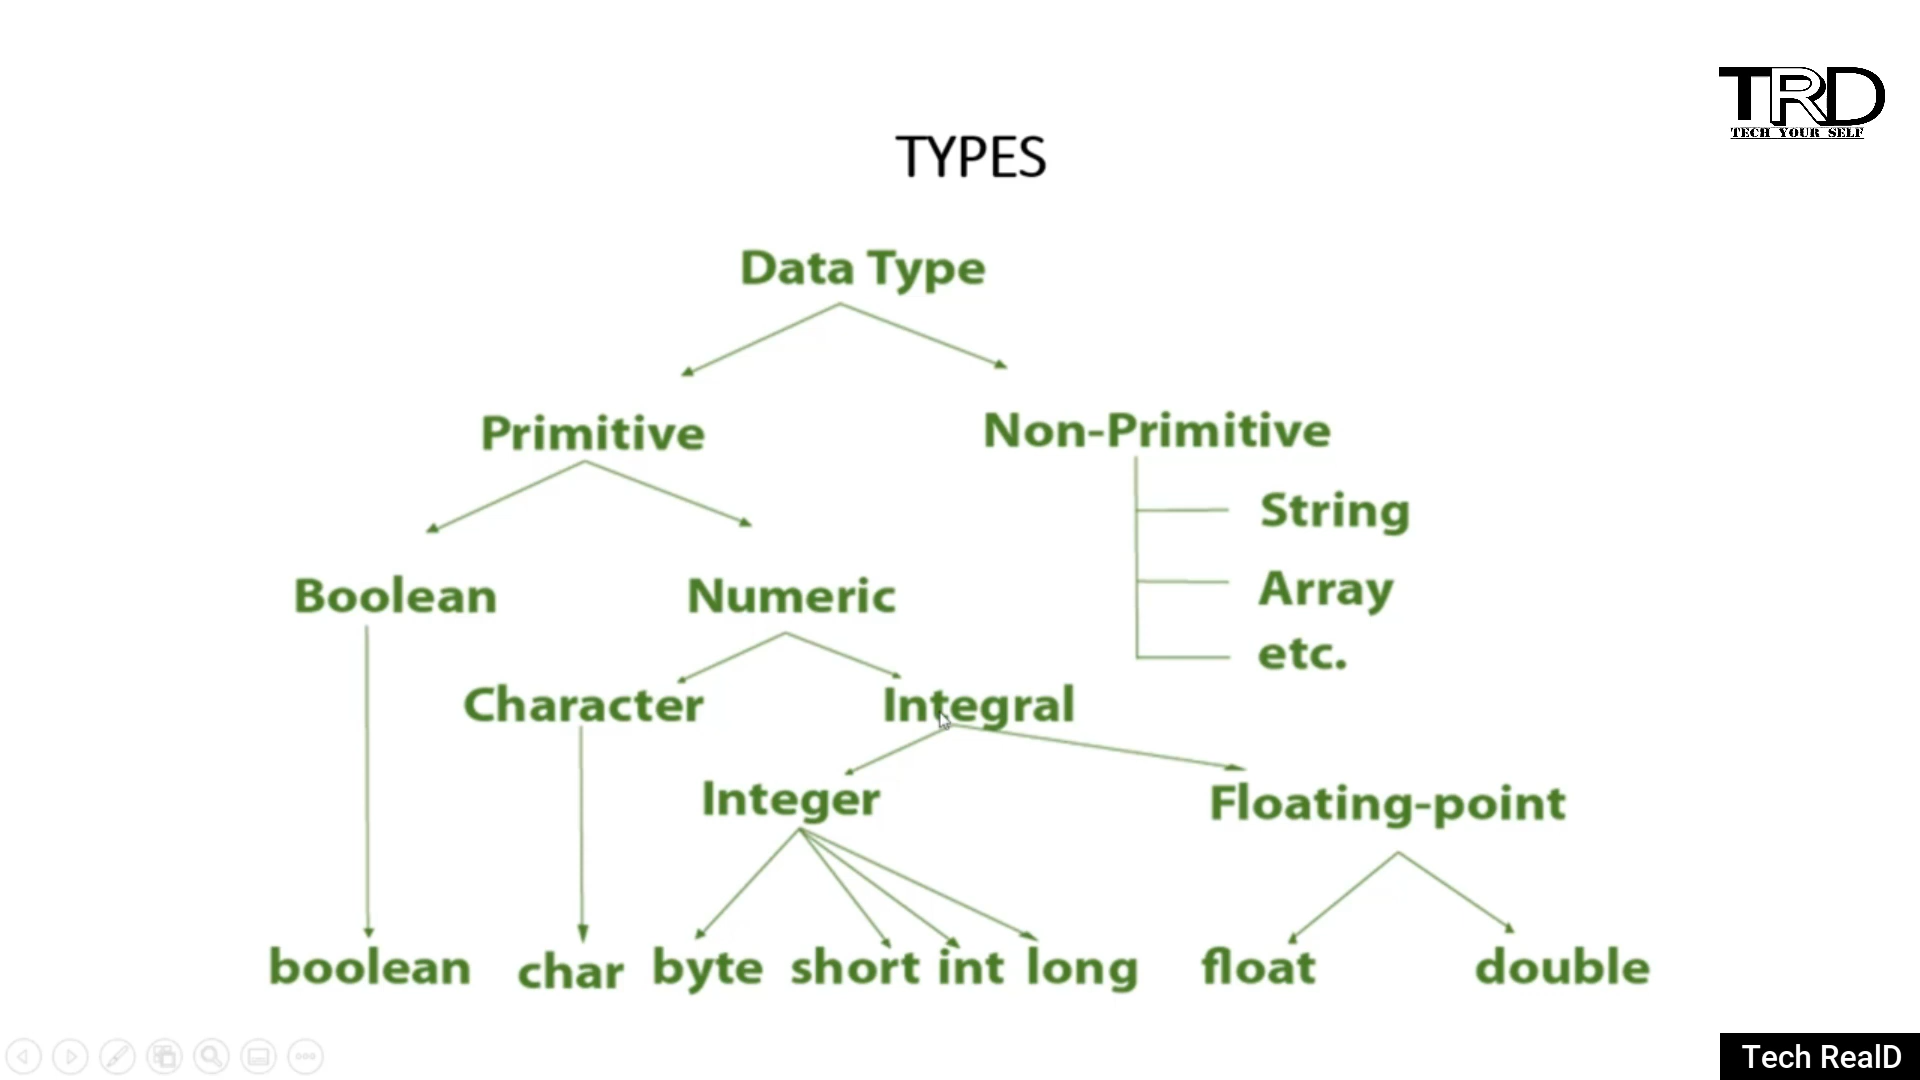 TRD
TECH YOUR SELF
TYPES
Data Type
Primitive
Non-Primitive
String
Array
etc.
Boolean
Numeric
Character
Integral
Integer
Floating-point
boolean
char
byte
short
int
long
float
double
Tech RealD